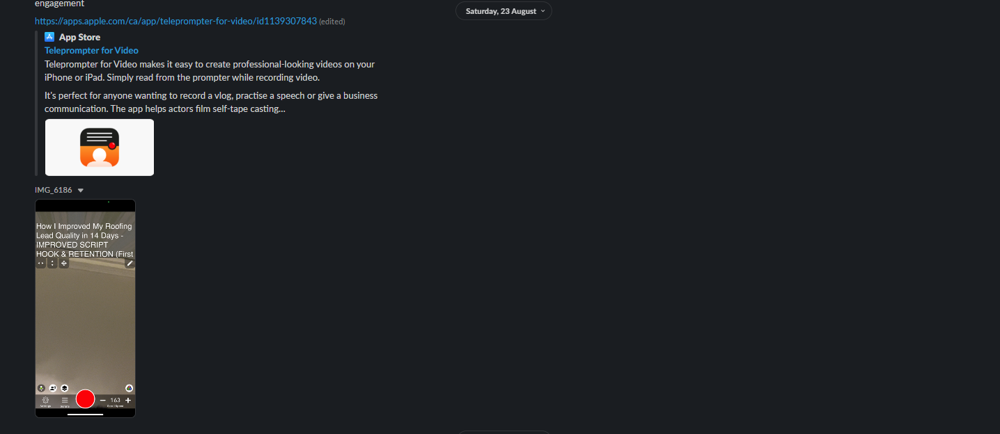 engagement
Saturday, 23 August
https://apps.apple.com/ca/app/teleprompter-for-video/id1139307843 (edited)
App Store
Teleprompter for Video
Teleprompter for Video makes it easy to create professional-looking videos on your
iPhone or iPad. Simply read from the prompter while recording video.
It's perfect for anyone wanting to record a vlog, practise a speech or give a business
communication. The app helps actors film self-tape casting...
IMG_6186
How I Improved My Roofing
Lead Quality in 14 Days -
IMPROVED SCRIPT
HOOK & RETENTION (First
− 163 +
Settings
Scripts
Scroll Speed